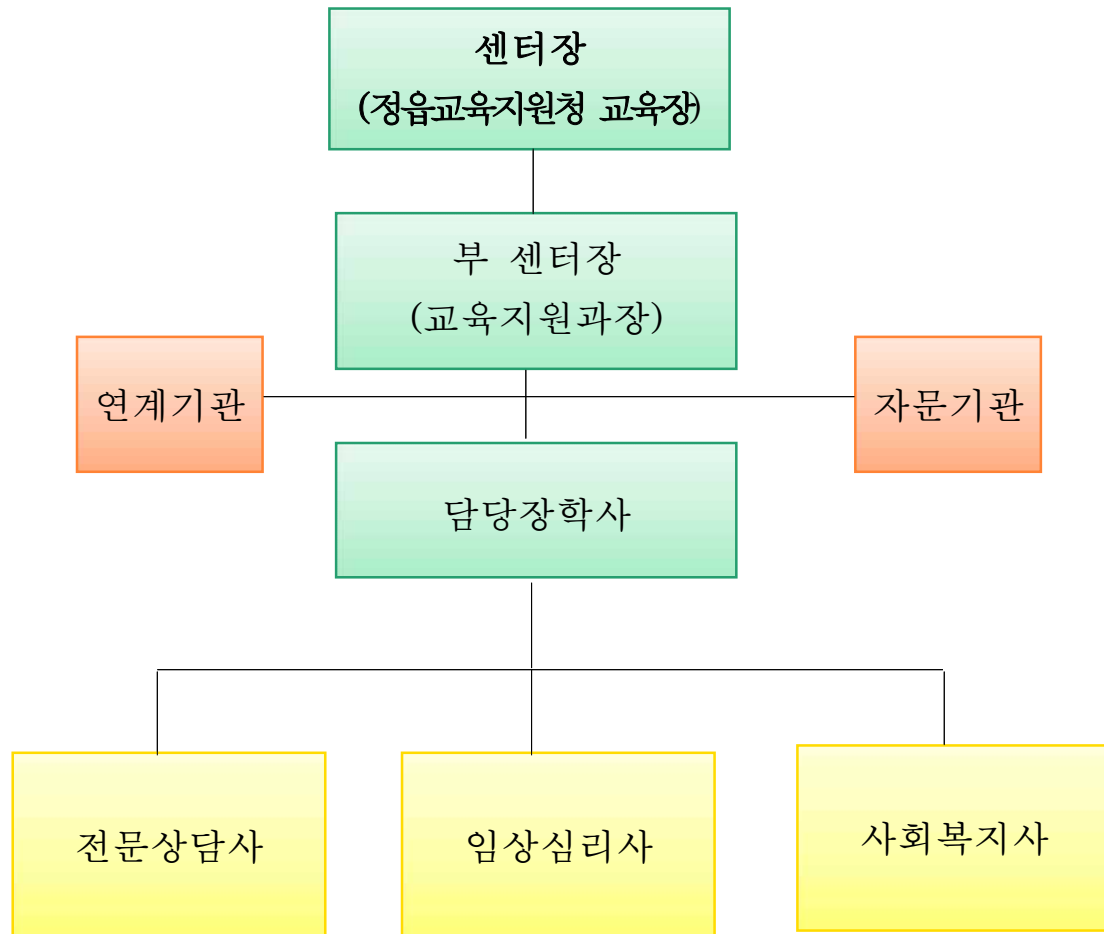 센터장
(정읍교육지원청 교육장)
부 센터장
(교육지원과장)
연계기관
자문기관
담당장학사
전문상담사
임상심리사
사회복지사